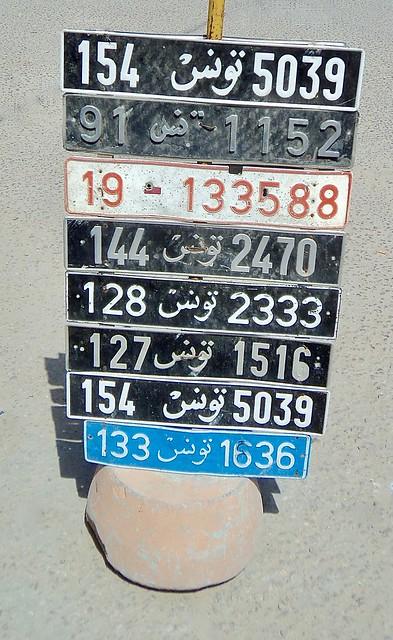 154 تونس 5039
91 تونس 1152
19 - 133588
144 تونس 2470
128 تونس 2333
127 تونس 1516
154 تونس 5039
133 تونس 1636